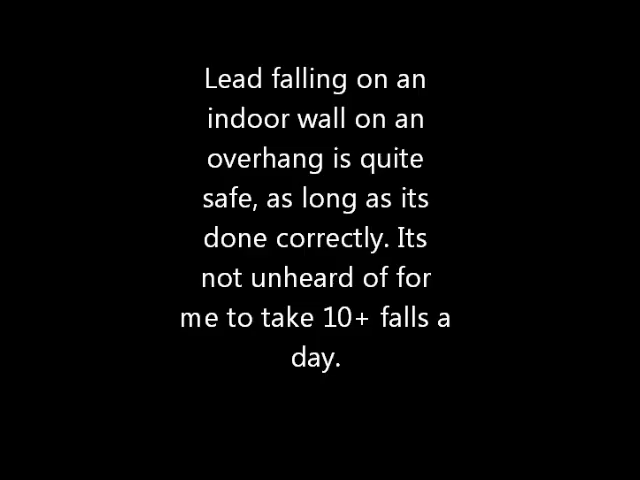 Lead falling on an
indoor wall on an
overhang is quite
safe, as long as its
done correctly. Its
not unheard of for
me to take 10+ falls a
day.